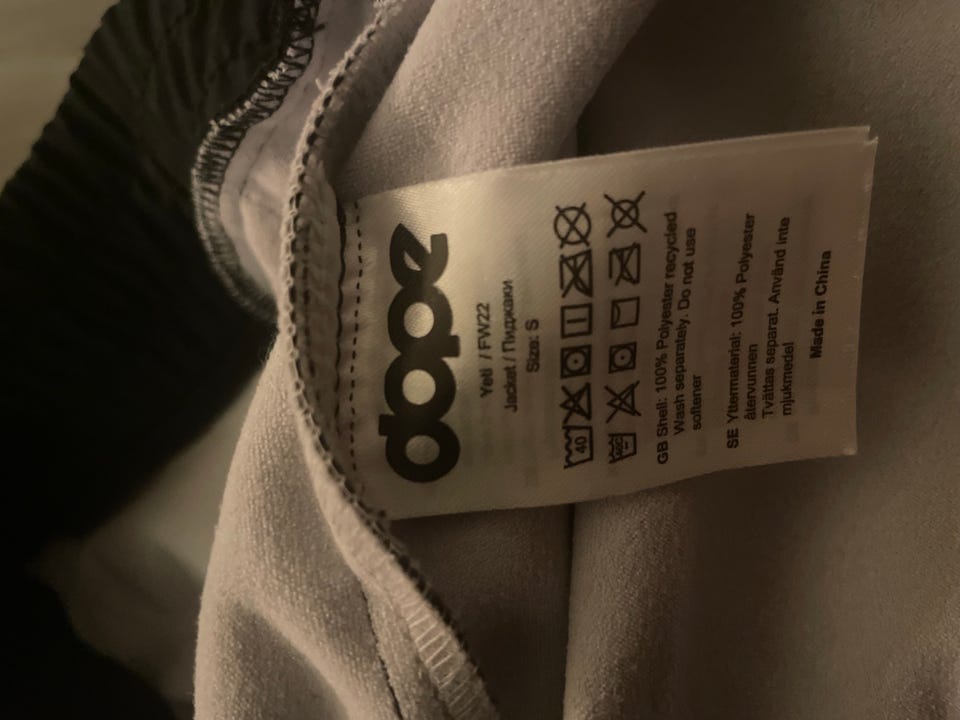 dope
Yeti / FW22
Jacket / Пиджаки
Size: S
40
GB Shell: 100% Polyester recycled
Wash separately. Do not use
softener
SE Yttermaterial: 100% Polyester
återvunnen
Tvättas separat. Använd inte
mjukmedel
Made in China